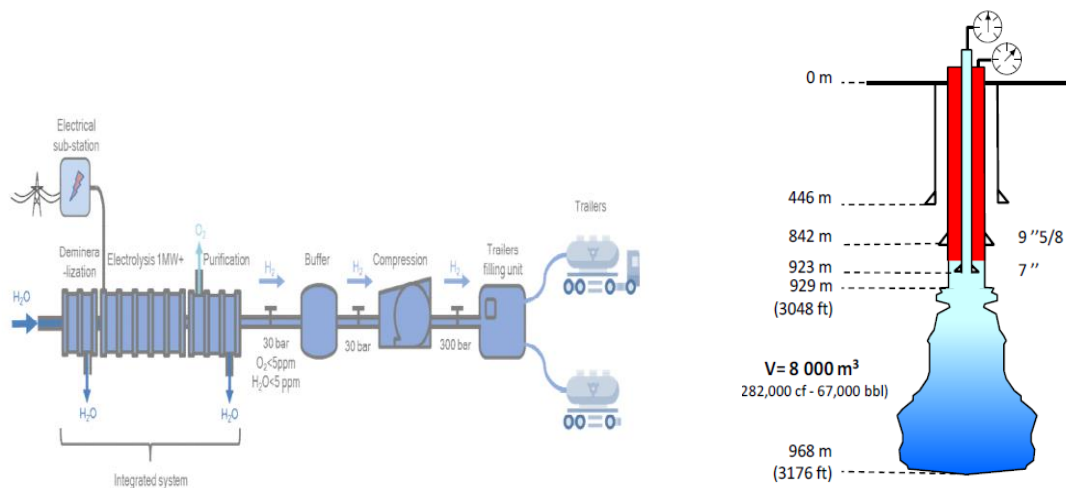 Electrical
sub-station
Deminera
-lization
Electrolysis 1MW+
O₂
Purification
H₂
Buffer
H₂
Compression
H₂
Trailers
filling unit
Trailers
H₂O
30 bar
O₂<5ppm
H₂O<5 ppm
30 bar
300 bar
H₂O
H₂O
Integrated system
0 m
446 m
842 m
9 ’’5/8
923 m
7 ’’
929 m
(3048 ft)
V= 8 000 m³
(282,000 cf - 67,000 bbl)
968 m
(3176 ft)